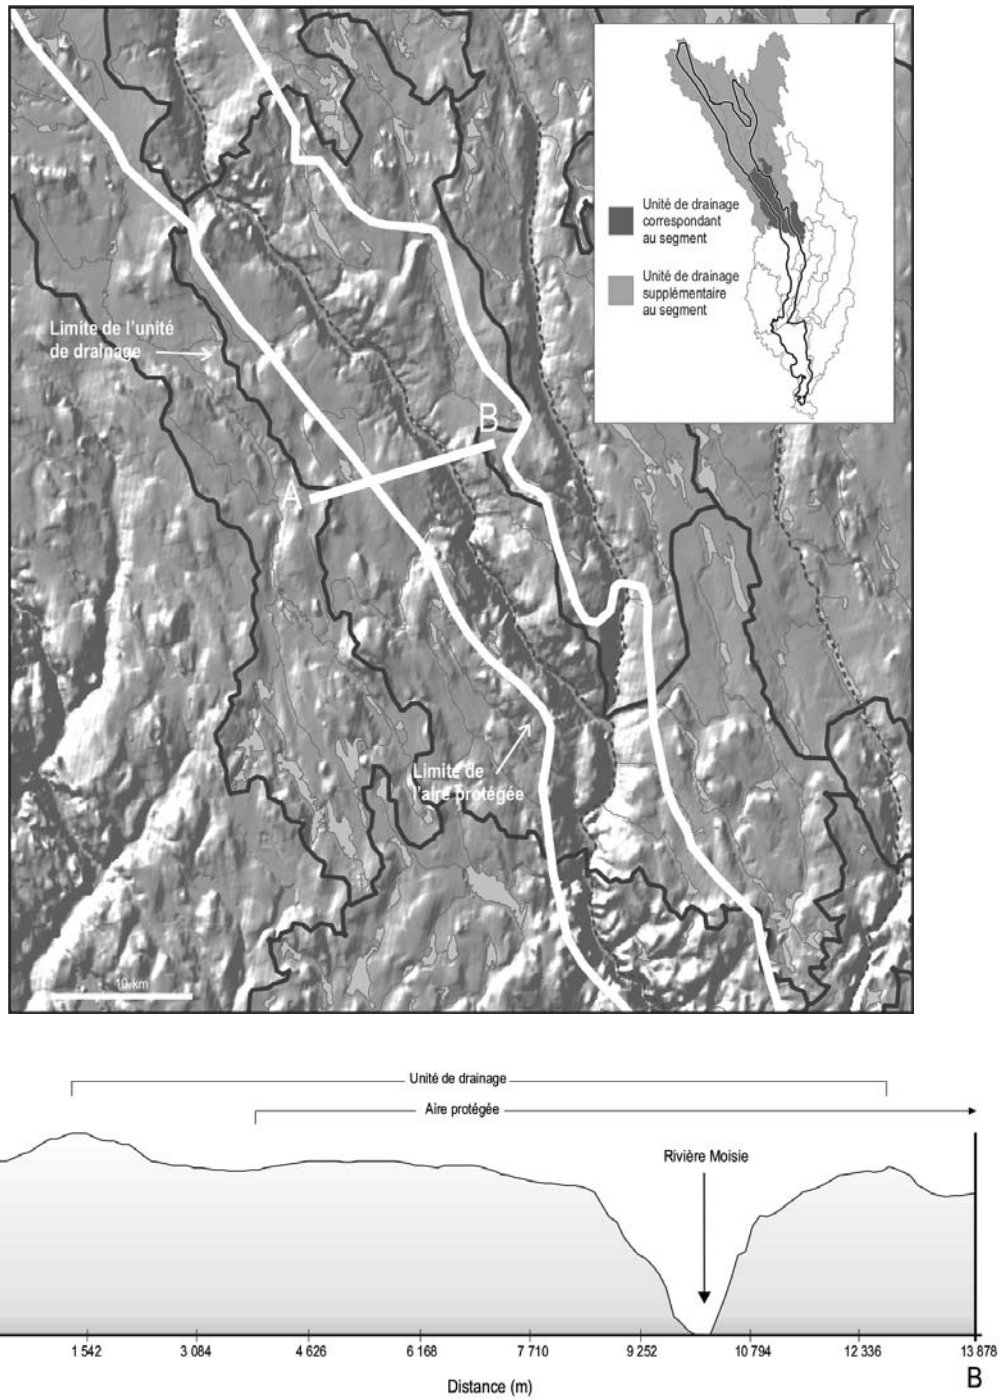 Unité de drainage
correspondant
au segment
Unité de drainage
supplémentaire
au segment
Limite de l'unité
de drainage
B
A
Limite de
l'aire protégée
10 km
Unité de drainage
Aire protégée
Rivière Moisie
1 542
3 084
4 626
6 168
7 710
9 252
10 794
12 336
13 878
Distance (m)
B